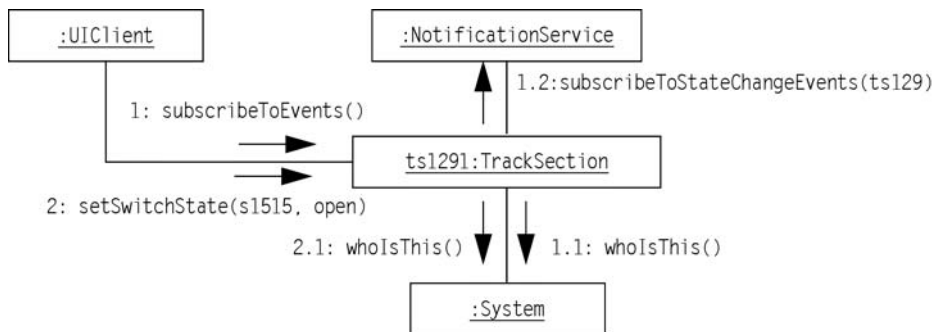 :UIClient
:NotificationService
1: subscribeToEvents()
1.2:subscribeToStateChangeEvents(ts129)
ts1291:TrackSection
2: setSwitchState(s1515, open)
2.1: whoIsThis()
1.1: whoIsThis()
:System